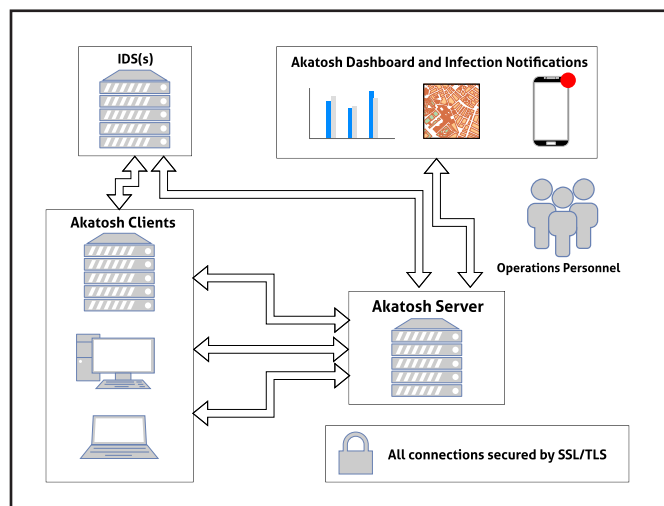 IDS(s)
Akatosh Dashboard and Infection Notifications
Akatosh Clients
Operations Personnel
Akatosh Server
All connections secured by SSL/TLS